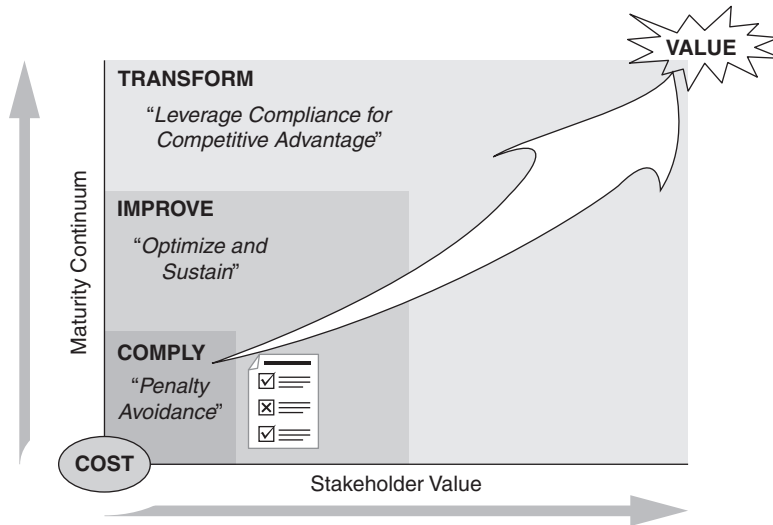 VALUE
TRANSFORM
“Leverage Compliance for
Competitive Advantage”
IMPROVE
“Optimize and
Sustain”
COMPLY
“Penalty
Avoidance”
Maturity Continuum
COST
Stakeholder Value